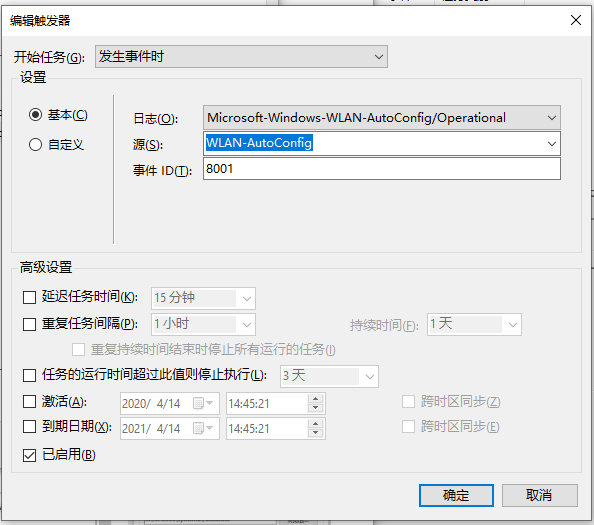 编辑触发器
开始任务(G): 发生事件时
设置
基本(C)
自定义
日志(O): Microsoft-Windows-WLAN-AutoConfig/Operational
源(S): WLAN-AutoConfig
事件 ID(T): 8001
高级设置
延迟任务时间(K): 15 分钟
重复任务间隔(P): 1 小时 持续时间(F): 1 天
重复持续时间结束时停止所有运行的任务(I)
任务的运行时间超过此值则停止执行(L): 3 天
激活(A): 2020/ 4/14 14:45:21 跨时区同步(Z)
到期日期(X): 2021/ 4/14 14:45:21 跨时区同步(E)
已启用(B)
确定 取消